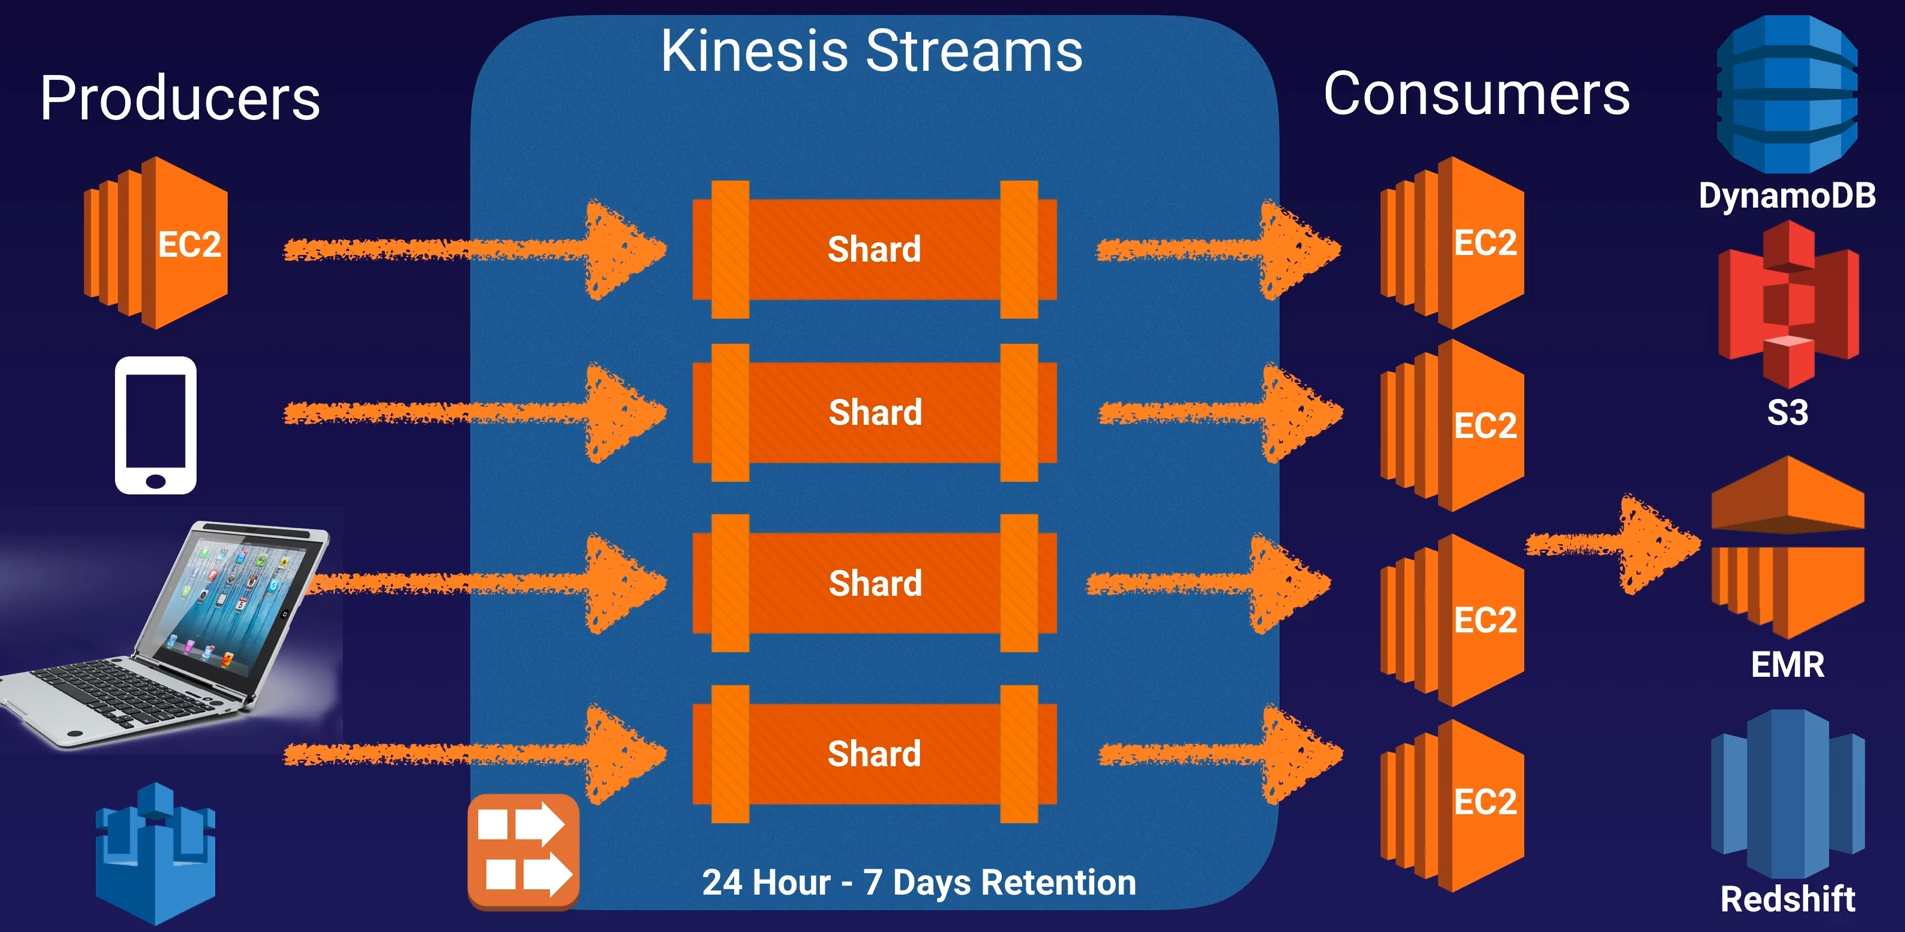 Kinesis Streams
Producers
Consumers
EC2
Shard
Shard
Shard
Shard
24 Hour - 7 Days Retention
EC2
EC2
EC2
EC2
DynamoDB
S3
EMR
Redshift